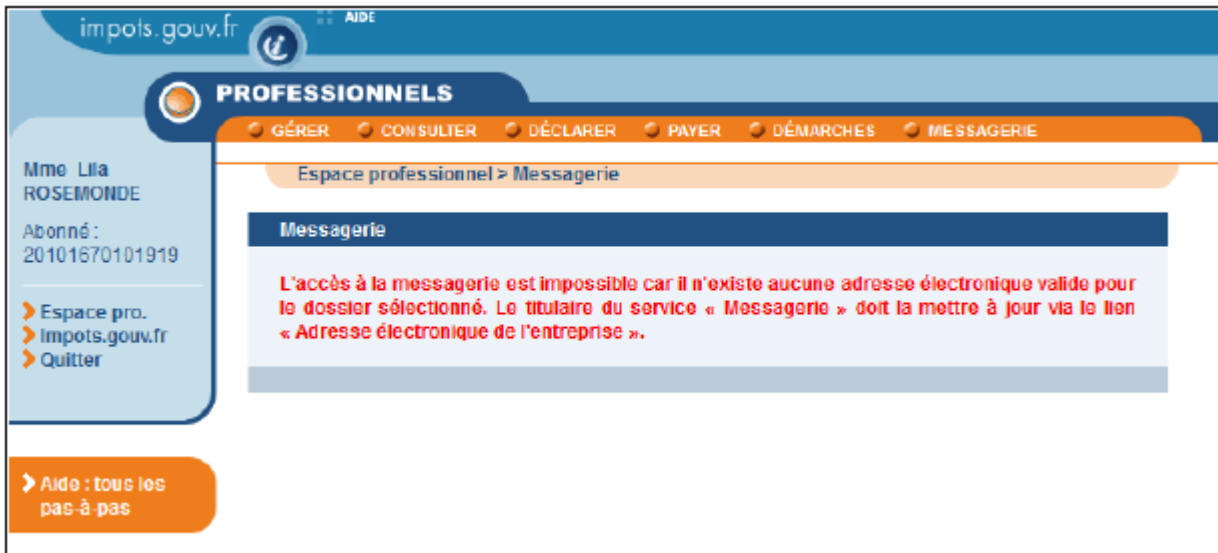 impots.gouv.fr
AIDE
PROFESSIONNELS
GÉRER CONSULTER DÉCLARER PAYER DÉMARCHES MESSAGERIE
Mme Lila
ROSEMONDE
Abonné :
20101670101919
Espace pro.
Impots.gouv.fr
Quitter
Aide : tous les
pas-à-pas
Espace professionnel > Messagerie
Messagerie
L'accès à la messagerie est impossible car il n'existe aucune adresse électronique valide pour
le dossier sélectionné. Le titulaire du service « Messagerie » doit la mettre à jour via le lien
« Adresse électronique de l'entreprise ».